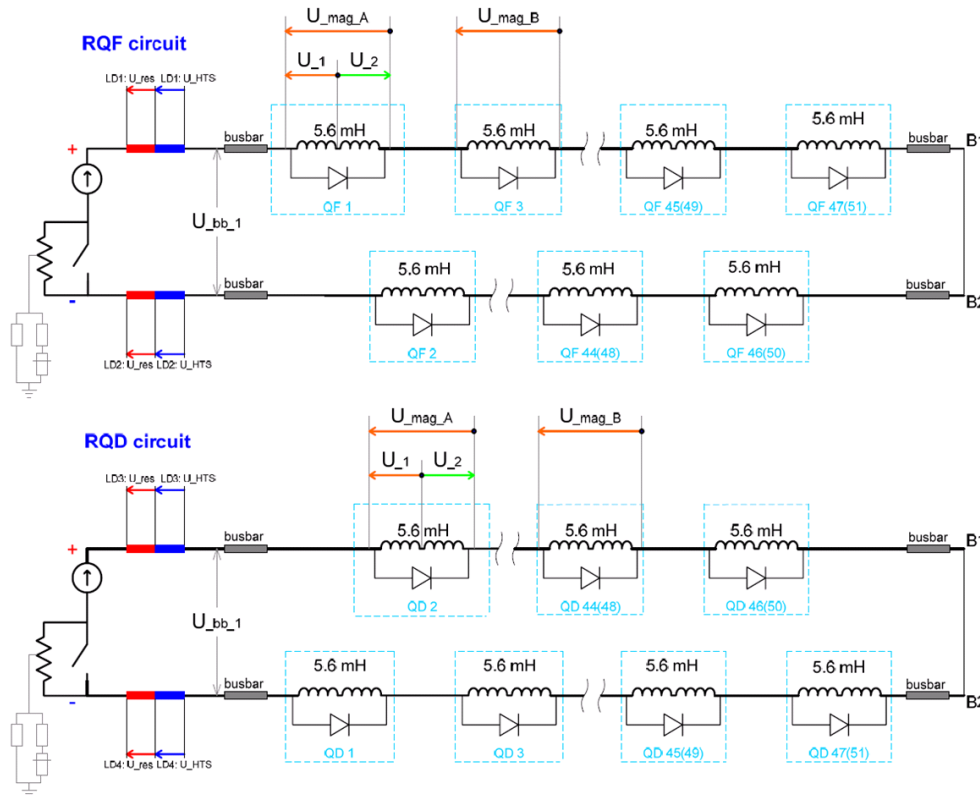 U_mag_A
U_mag_B
RQF circuit
U_1
U_2
LD1: U_res
LD1: U_HTS
5.6 mH
5.6 mH
5.6 mH
5.6 mH
busbar
busbar
B1
+
QF 1
QF 3
QF 45(49)
QF 47(51)
U_bb_1
5.6 mH
5.6 mH
5.6 mH
busbar
busbar
-
B2
QF 2
QF 44(48)
QF 46(50)
LD2: U_res
LD2: U_HTS
U_mag_A
U_mag_B
RQD circuit
U_1
U_2
LD3: U_res
LD3: U_HTS
5.6 mH
5.6 mH
5.6 mH
busbar
busbar
B1
+
QD 2
QD 44(48)
QD 46(50)
U_bb_1
5.6 mH
5.6 mH
5.6 mH
5.6 mH
busbar
busbar
-
B2
QD 1
QD 3
QD 45(49)
QD 47(51)
LD4: U_res
LD4: U_HTS